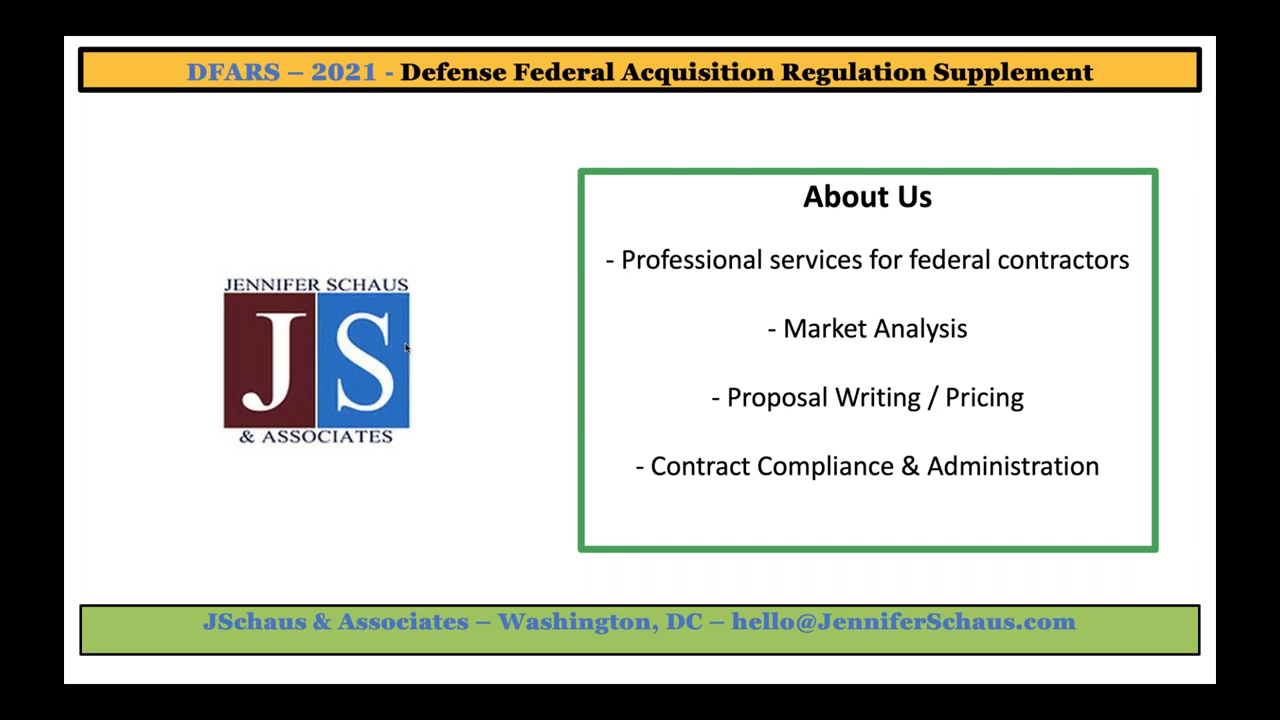 DFARS – 2021 - Defense Federal Acquisition Regulation Supplement
JENNIFER SCHAUS
JS
& ASSOCIATES
About Us
- Professional services for federal contractors
- Market Analysis
- Proposal Writing / Pricing
- Contract Compliance & Administration
JSchaus & Associates – Washington, DC – hello@JenniferSchaus.com